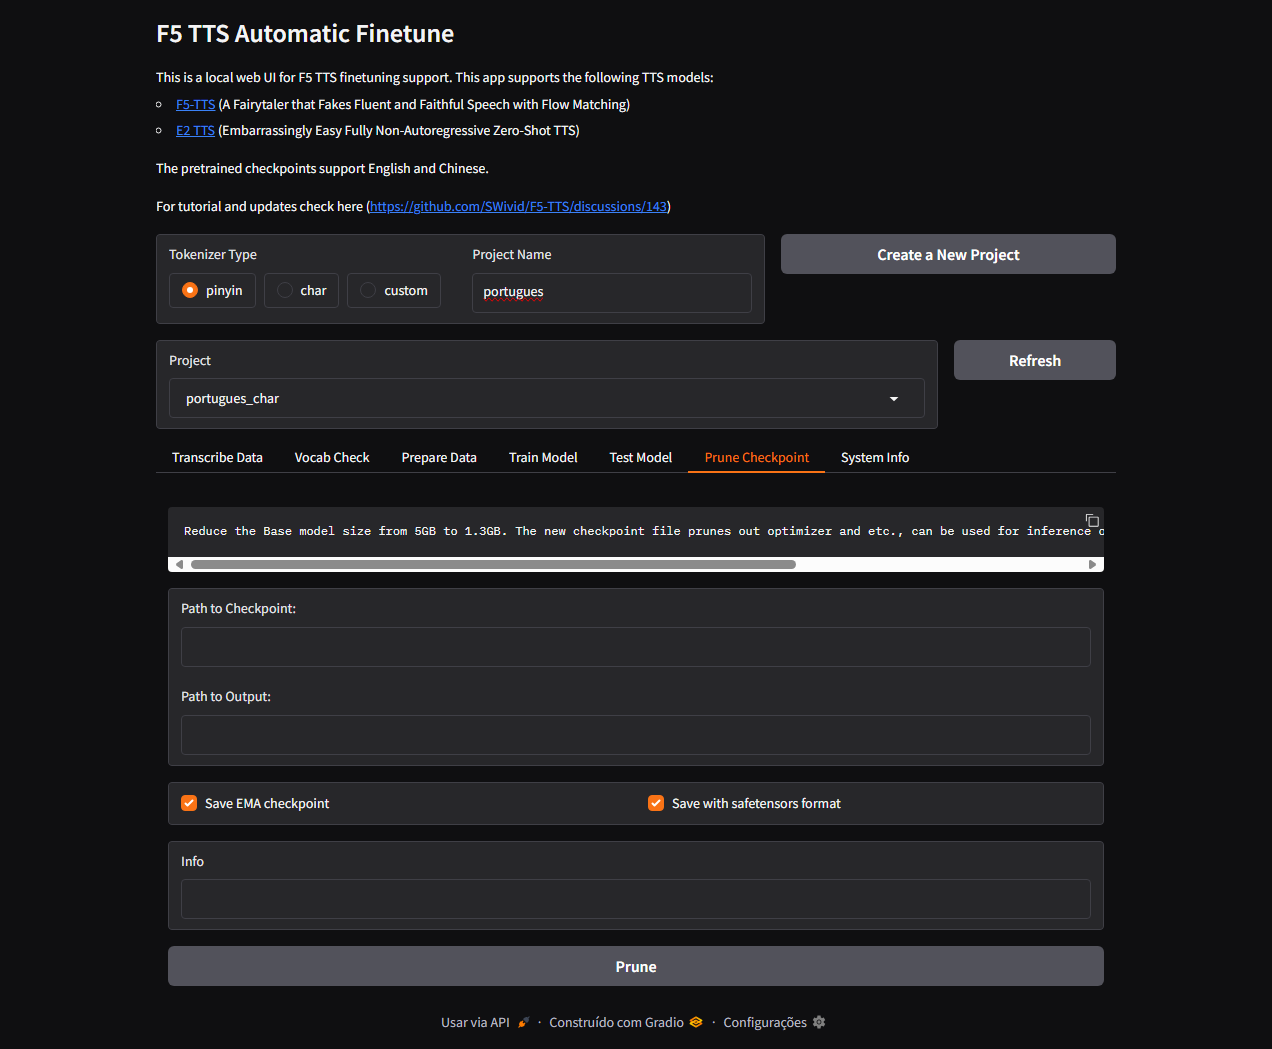 F5 TTS Automatic Finetune
This is a local web UI for F5 TTS finetuning support. This app supports the following TTS models:
F5-TTS (A Fairytaler that Fakes Fluent and Faithful Speech with Flow Matching)
E2 TTS (Embarrassingly Easy Fully Non-Autoregressive Zero-Shot TTS)
The pretrained checkpoints support English and Chinese.
For tutorial and updates check here (https://github.com/SWivid/F5-TTS/discussions/143)
Tokenizer Type
pinyin char custom
Project Name
portugues
Create a New Project
Project
portugues_char
Refresh
Transcribe Data Vocab Check Prepare Data Train Model Test Model Prune Checkpoint System Info
Reduce the Base model size from 5GB to 1.3GB. The new checkpoint file prunes out optimizer and etc., can be used for inference
Path to Checkpoint:
Path to Output:
Save EMA checkpoint Save with safetensors format
Info
Prune
Usar via API · Construído com Gradio · Configurações